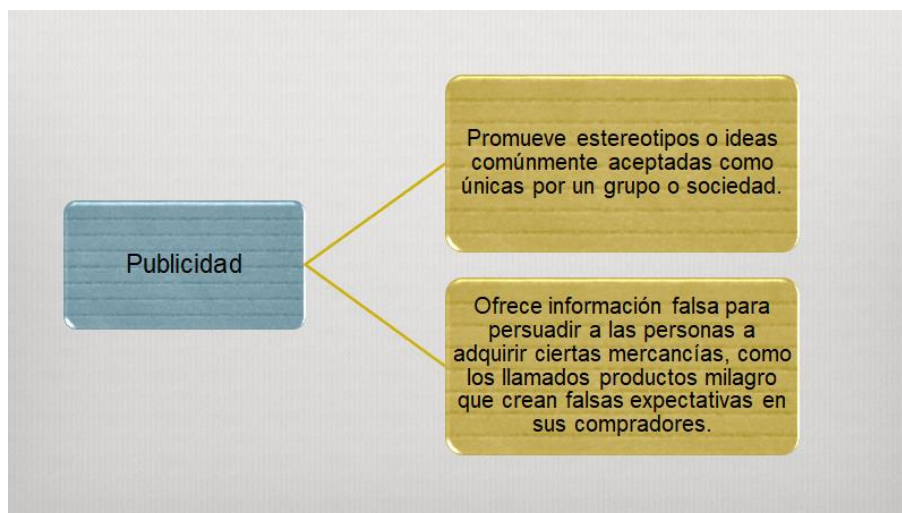 Publicidad
Promueve estereotipos o ideas
comúnmente aceptadas como
únicas por un grupo o sociedad.
Ofrece información falsa para
persuadir a las personas a
adquirir ciertas mercancías, como
los llamados productos milagro
que crean falsas expectativas en
sus compradores.